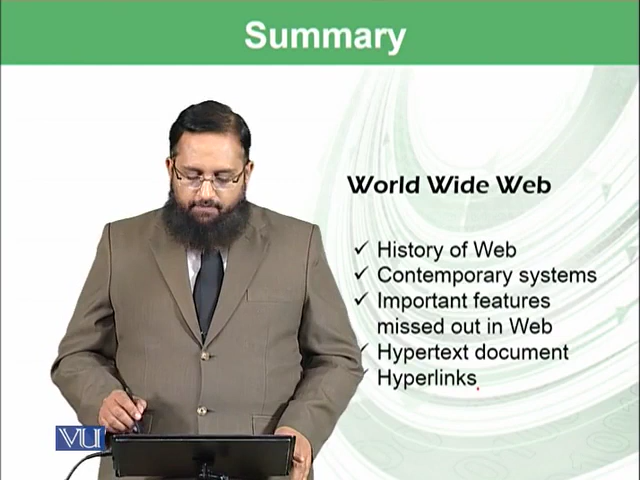 Summary
World Wide Web
✓ History of Web
✓ Contemporary systems
✓ Important features
missed out in Web
✓ Hypertext document
✓ Hyperlinks
VU